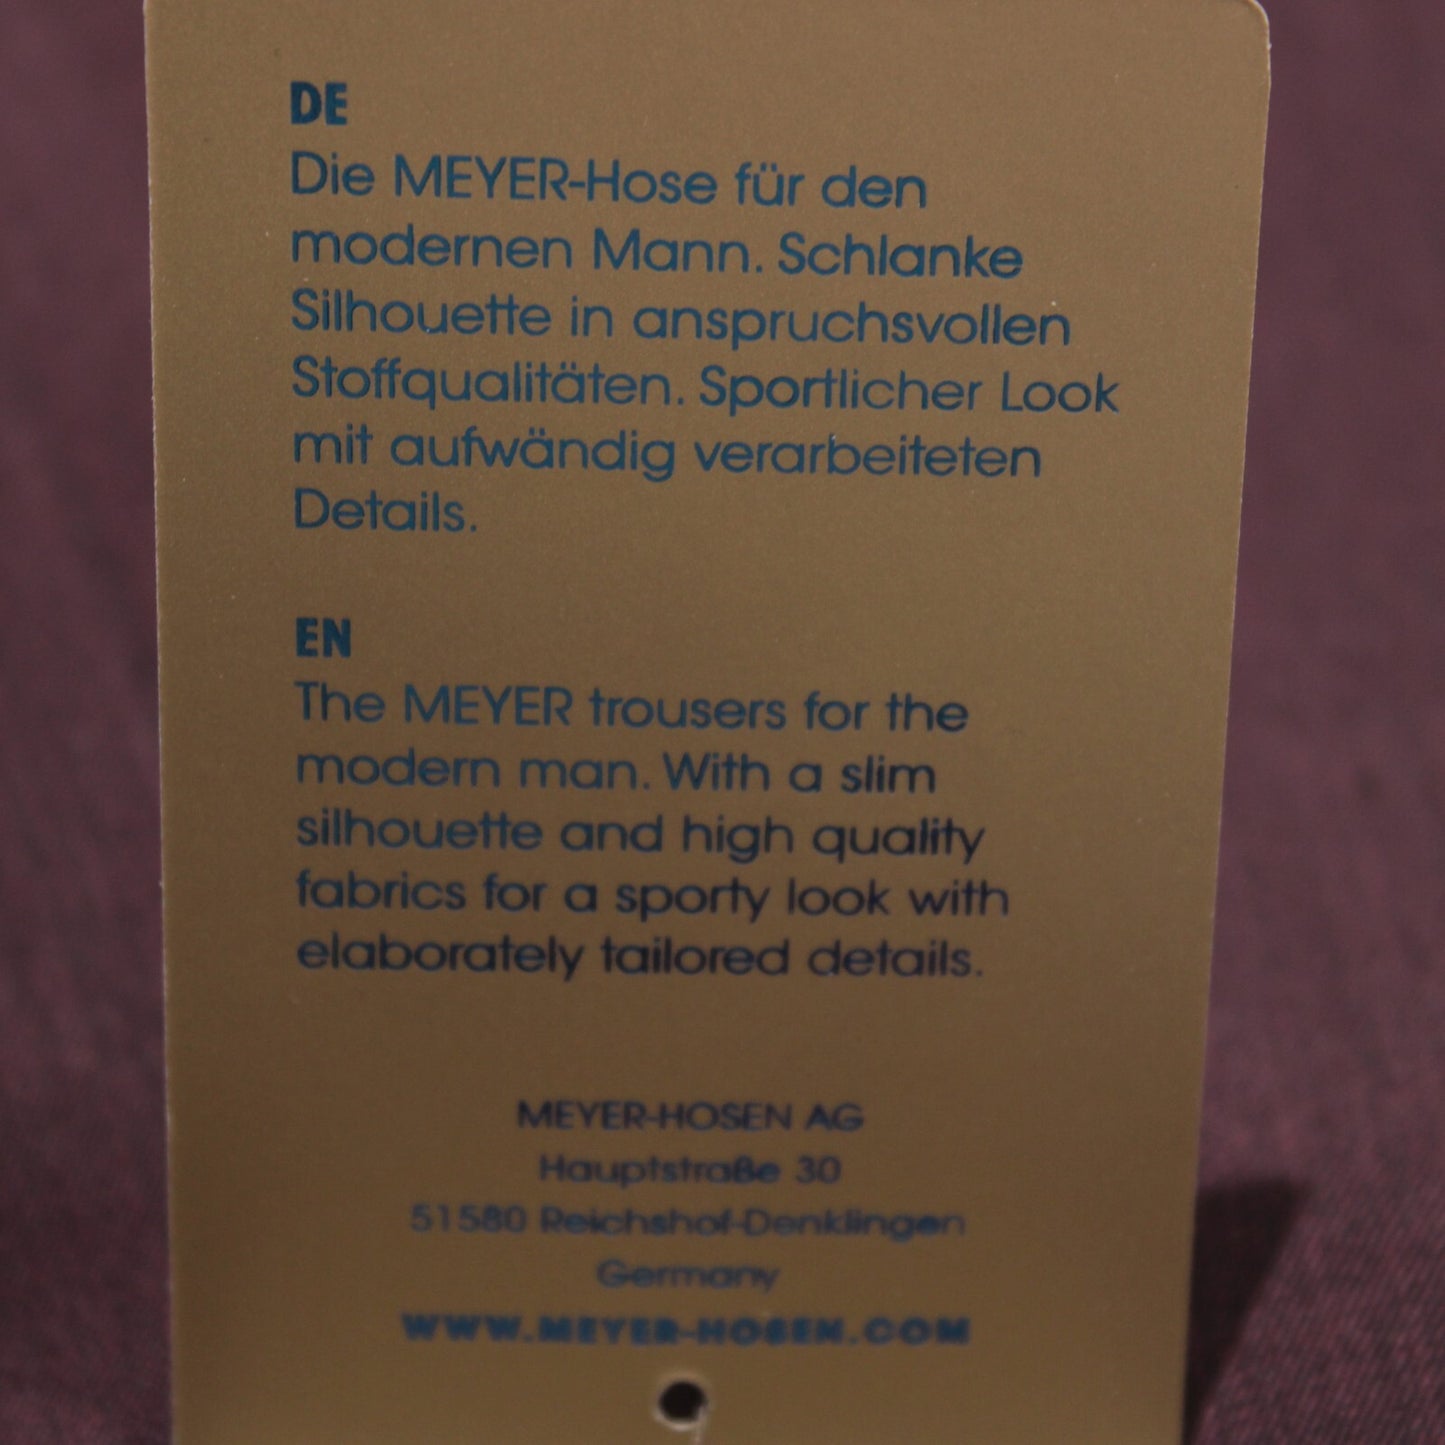 DE
Die MEYER-Hose für den
modernen Mann. Schlanke
Silhouette in anspruchsvollen
Stoffqualitäten. Sportlicher Look
mit aufwändig verarbeiteten
Details.
EN
The MEYER trousers for the
modern man. With a slim
silhouette and high quality
fabrics for a sporty look with
elaborately tailored details.
MEYER-HOSEN AG
Hauptstraße 30
51580 Reichshof-Denklingen
Germany
WWW.MEYER-HOSEN.COM